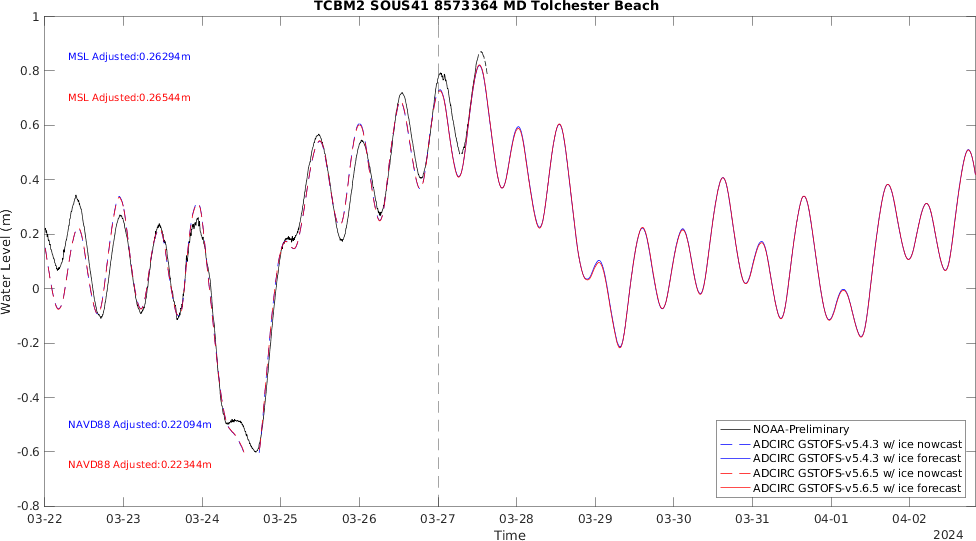 TCBM2 SOUS41 8573364 MD Tolchester Beach
1
0.8
0.6
0.4
0.2
0
-0.2
-0.4
-0.6
-0.8
Water Level (m)
MSL Adjusted:0.26294m
MSL Adjusted:0.26544m
NAVD88 Adjusted:0.22094m
NAVD88 Adjusted:0.22344m
NOAA-Preliminary
ADCIRC GSTOFS-v5.4.3 w/ ice nowcast
ADCIRC GSTOFS-v5.4.3 w/ ice forecast
ADCIRC GSTOFS-v5.6.5 w/ ice nowcast
ADCIRC GSTOFS-v5.6.5 w/ ice forecast
03-22 03-23 03-24 03-25 03-26 03-27 03-28 03-29 03-30 03-31 04-01 04-02
Time
2024